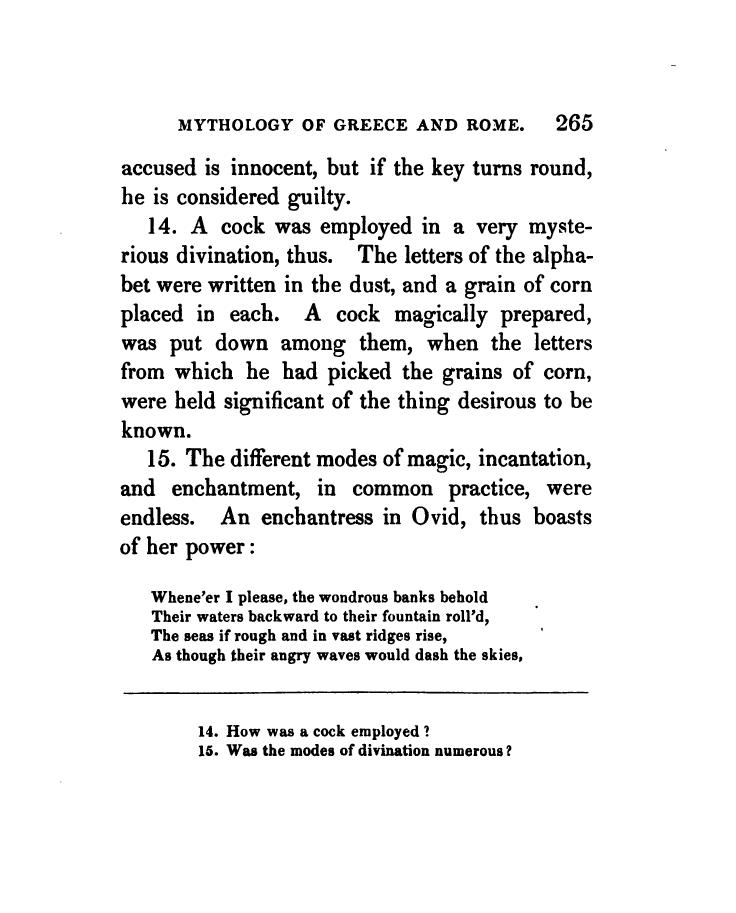 MYTHOLOGY OF GREECE AND ROME. 265
accused is innocent, but if the key turns round,
he is considered guilty.
14. A cock was employed in a very myste-
rious divination, thus. The letters of the alpha-
bet were written in the dust, and a grain of corn
placed in each. A cock magically prepared,
was put down among them, when the letters
from which he had picked the grains of corn,
were held significant of the thing desirous to be
known.
15. The different modes of magic, incantation,
and enchantment, in common practice, were
endless. An enchantress in Ovid, thus boasts
of her power:
Whene'er I please, the wondrous banks behold
Their waters backward to their fountain roll'd,
The seas if rough and in vast ridges rise,
As though their angry waves would dash the skies,
14. How was a cock employed?
15. Was the modes of divination numerous?